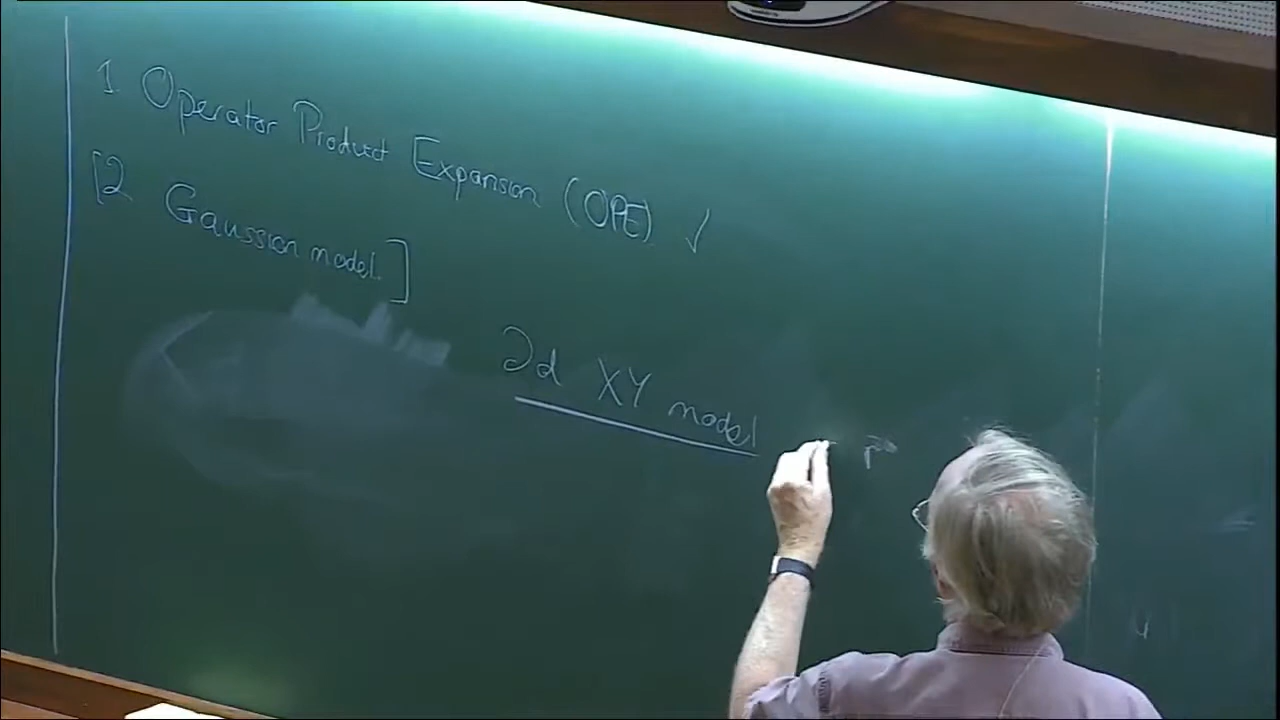 1. Operator Product Expansion (OPE) ✓
[2 Gaussian model.]
2d XY model